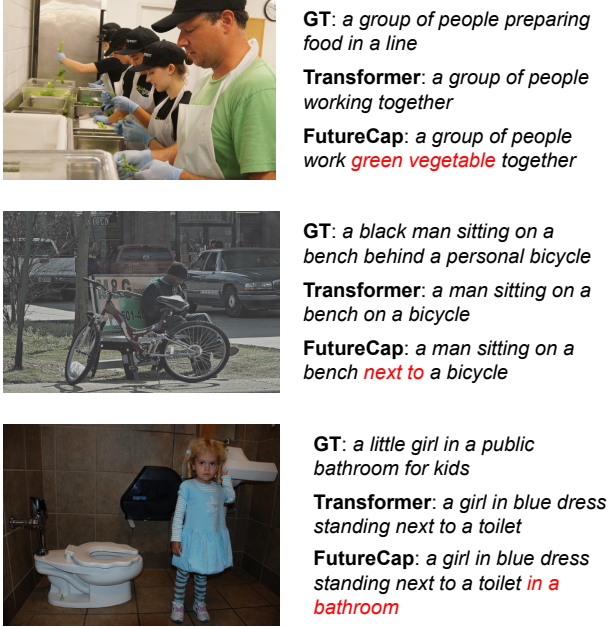 GT: a group of people preparing
food in a line
Transformer: a group of people
working together
FutureCap: a group of people
work green vegetable together
OPEN
GT: a black man sitting on a
bench behind a personal bicycle
Transformer: a man sitting on a
bench on a bicycle
FutureCap: a man sitting on a
bench next to a bicycle
GT: a little girl in a public
bathroom for kids
Transformer: a girl in blue dress
standing next to a toilet
FutureCap: a girl in blue dress
standing next to a toilet in a
bathroom